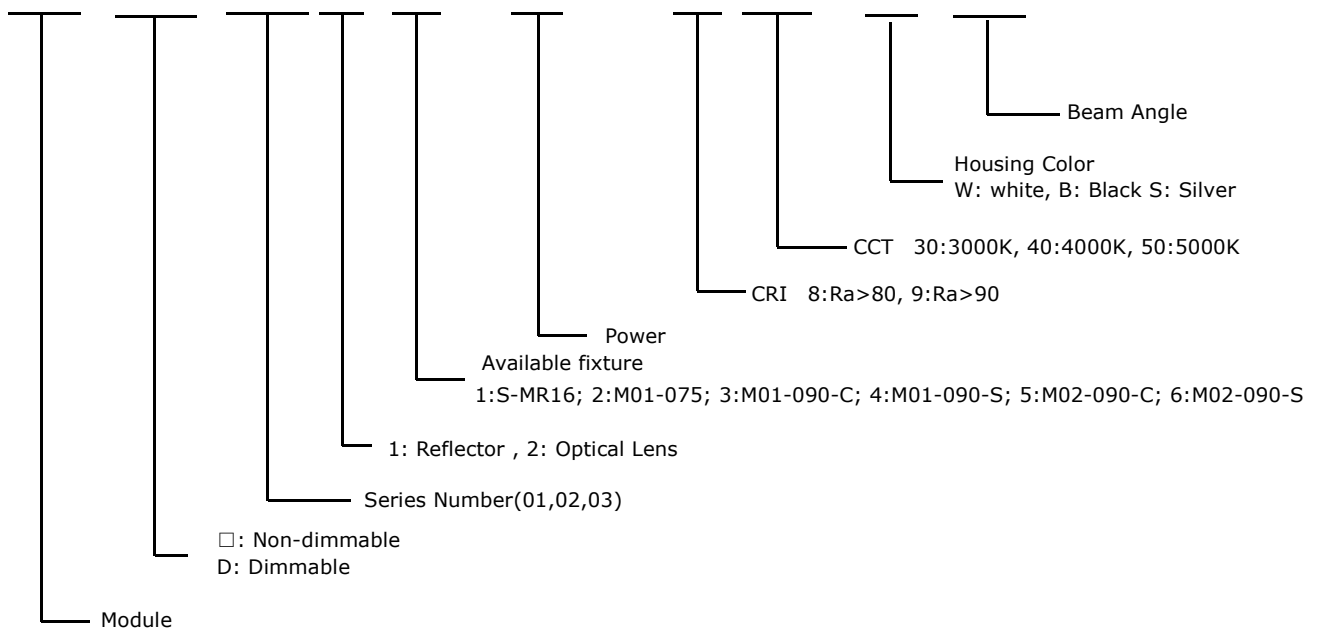 Beam Angle
Housing Color
W: white, B: Black S: Silver
CCT 30:3000K, 40:4000K, 50:5000K
CRI 8:Ra>80, 9:Ra>90
Power
Available fixture
1:S-MR16; 2:M01-075; 3:M01-090-C; 4:M01-090-S; 5:M02-090-C; 6:M02-090-S
1: Reflector , 2: Optical Lens
Series Number(01,02,03)
□: Non-dimmable
D: Dimmable
Module